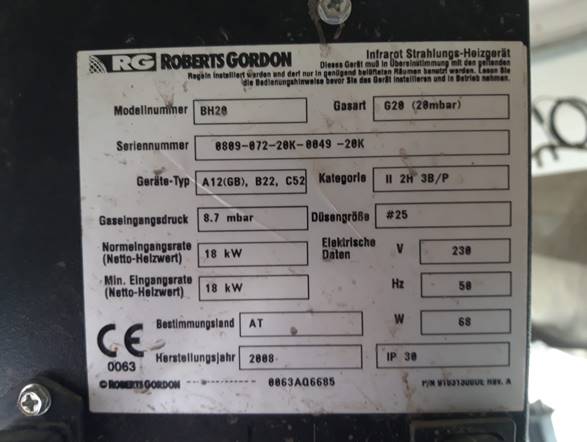 RG ROBERTS GORDON
Infrarot Strahlungs-Heizgerät
Dieses Gerät muß in Übereinstimmung mit den geltenden
Regeln installiert werden und darf nur in genügend belüfteten Räumen benutzt werden. Lesen Sie
die Bedienungshinweise bevor Sie das Gerät installieren und in Betrieb nehmen.
Modellnummer BH20 Gasart G20 (20mbar)
Seriennummer 0809-072-20K-0049 -20K
Geräte-Typ A12(GB), B22, C52 Kategorie II 2H 3B/P
Gaseingangsdruck 8.7 mbar Düsengröße #25
Normeingangsrate (Netto-Heizwert) 18 kW Elektrische Daten V 230
Min. Eingangsrate (Netto-Heizwert) 18 kW Hz 50
Bestimmungsland AT W 68
CE 0063 Herstellungsjahr 2008 IP 30
© ROBERTS GORDON 0063AQ6685 P/N Rev. A